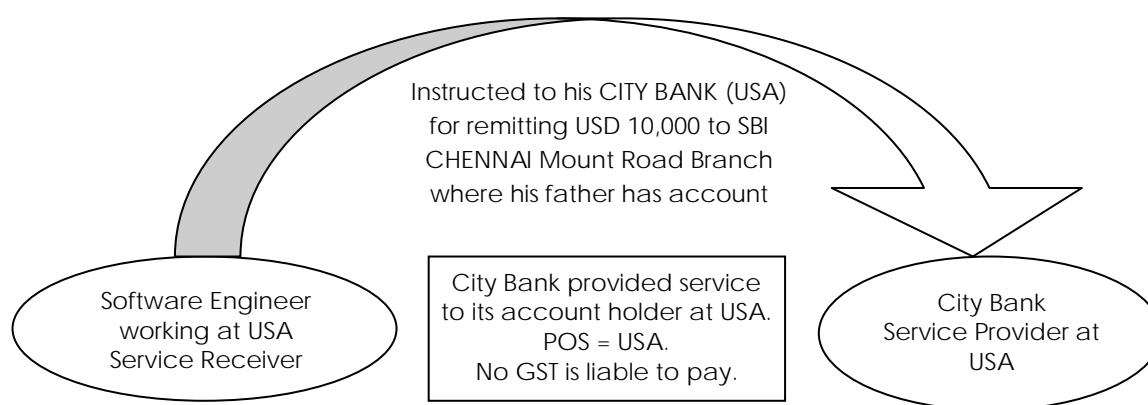 Instructed to his CITY BANK (USA)
for remitting USD 10,000 to SBI
CHENNAI Mount Road Branch
where his father has account
Software Engineer
working at USA
Service Receiver
City Bank provided service
to its account holder at USA.
POS = USA.
No GST is liable to pay.
City Bank
Service Provider at
USA